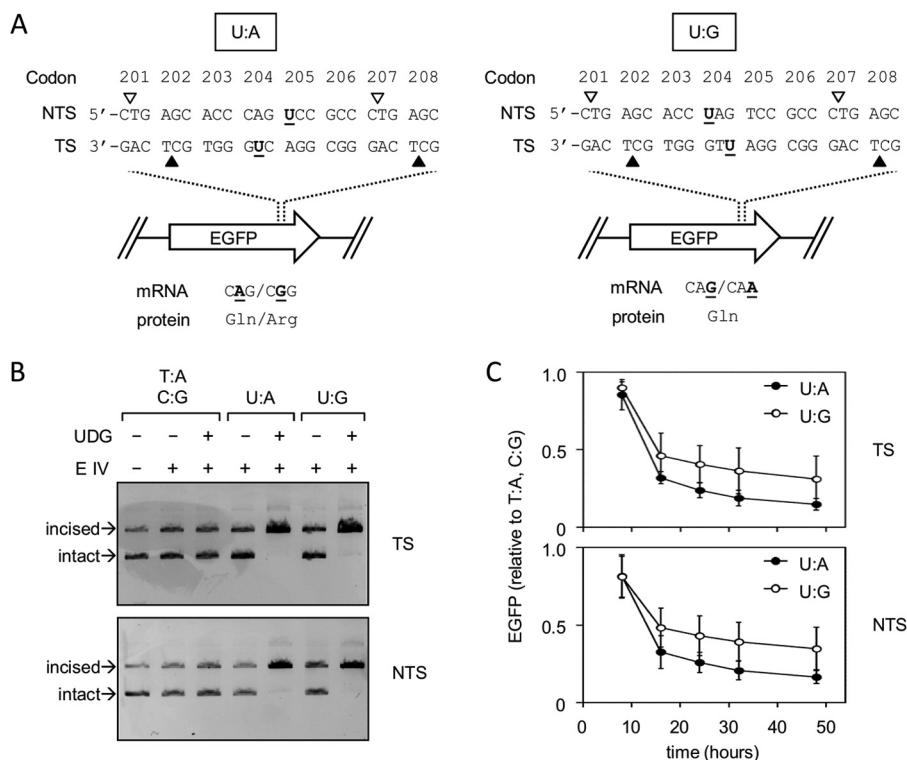 A
U:A
Codon 201 202 203 204 205 206 207 208
NTS 5′-CTG AGC ACC CAG UCC GCC CTG AGC
TS 3′-GAC TCG TGG GUC AGG CGG GAC TCG
EGFP
mRNA CAG/CGG
protein Gln/Arg
U:G
Codon 201 202 203 204 205 206 207 208
NTS 5′-CTG AGC ACC UAG TCC GCC CTG AGC
TS 3′-GAC TCG TGG GTU AGG CGG GAC TCG
EGFP
mRNA CAG/CAA
protein Gln
B
T:A
C:G
U:A
U:G
UDG – – + – + – +
E IV – + + + + + +
incised→
intact→
TS
incised→
intact→
NTS
C
EGFP (relative to T:A, C:G)
1.0
0.5
0
U:A
U:G
TS
1.0
0.5
0
U:A
U:G
NTS
0 10 20 30 40 50
time (hours)